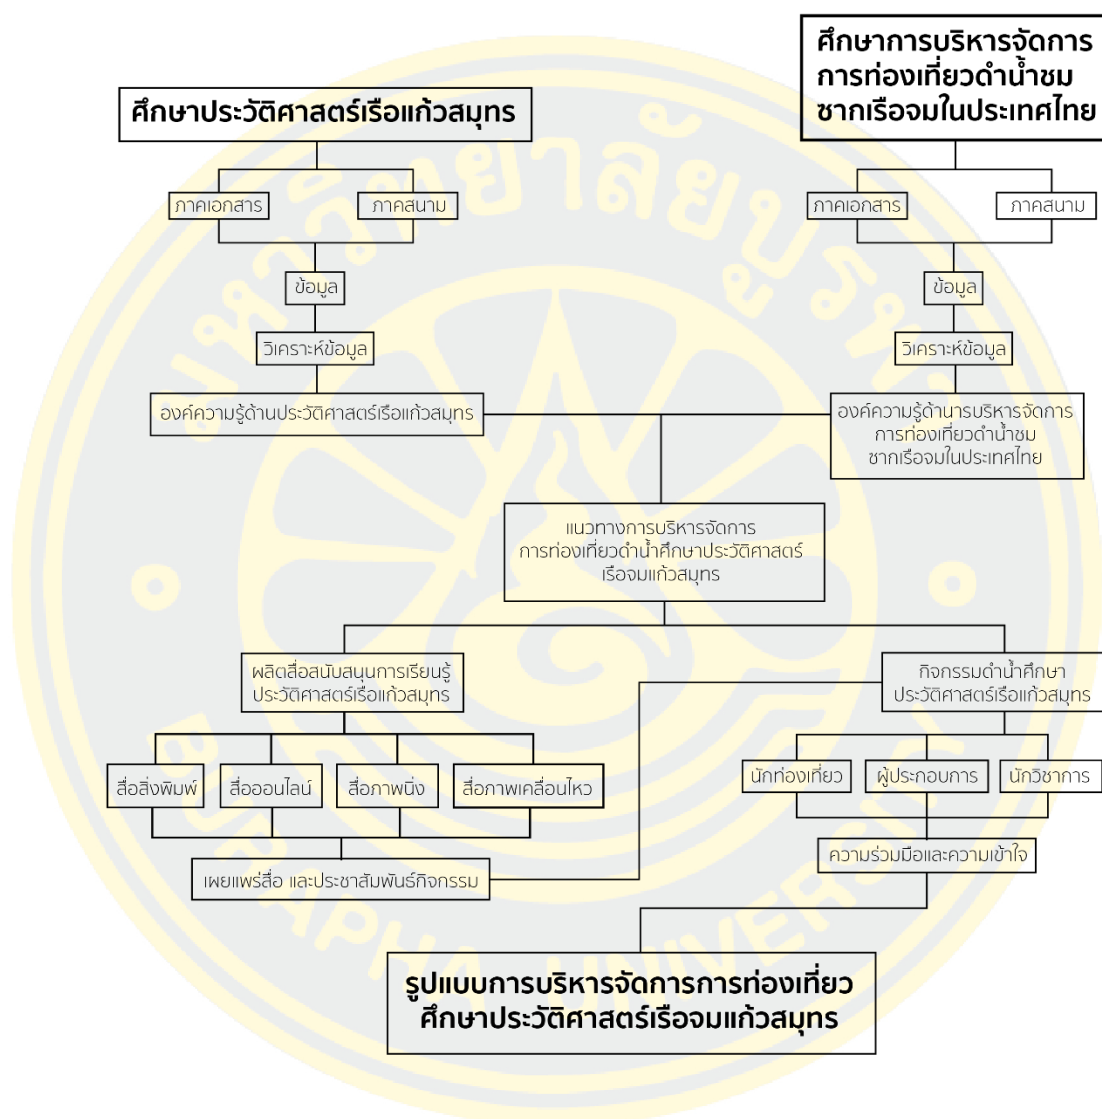 ศึกษาการบริหารจัดการ
การท่องเที่ยวดำน้ำชม
ซากเรือจมในประเทศไทย
ศึกษาประวัติศาสตร์เรือแก้วสมุทร
ภาคเอกสาร
ภาคสนาม
ภาคเอกสาร
ภาคสนาม
ข้อมูล
ข้อมูล
วิเคราะห์ข้อมูล
วิเคราะห์ข้อมูล
องค์ความรู้ด้านประวัติศาสตร์เรือแก้วสมุทร
องค์ความรู้ด้านารบริหารจัดการ
การท่องเที่ยวดำน้ำชม
ซากเรือจมในประเทศไทย
แนวทางการบริหารจัดการ
การท่องเที่ยวดำน้ำศึกษาประวัติศาสตร์
เรือจมแก้วสมุทร
ผลิตสื่อสนับสนุนการเรียนรู้
ประวัติศาสตร์เรือแก้วสมุทร
กิจกรรมดำน้ำศึกษา
ประวัติศาสตร์เรือแก้วสมุทร
สื่อสิ่งพิมพ์
สื่อออนไลน์
สื่อภาพนิ่ง
สื่อภาพเคลื่อนไหว
นักท่องเที่ยว
ผู้ประกอบการ
นักวิชาการ
ความร่วมมือและความเข้าใจ
เผยแพร่สื่อ และประชาสัมพันธ์กิจกรรม
รูปแบบการบริหารจัดการการท่องเที่ยว
ศึกษาประวัติศาสตร์เรือจมแก้วสมุทร
มหาวิทยาลัยบูรพา
BURAPHA UNIVERSITY